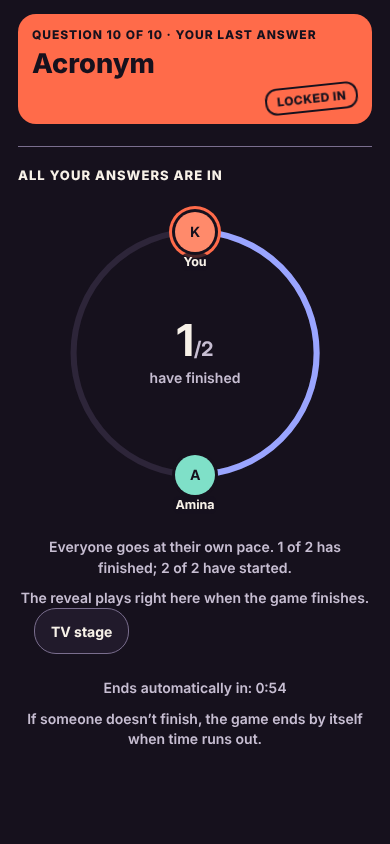 QUESTION 10 OF 10 · YOUR LAST ANSWER
Acronym
LOCKED IN
ALL YOUR ANSWERS ARE IN
K
You
1/2
have finished
A
Amina
Everyone goes at their own pace. 1 of 2 has
finished; 2 of 2 have started.
The reveal plays right here when the game finishes.
TV stage
Ends automatically in: 0:54
If someone doesn’t finish, the game ends by itself
when time runs out.